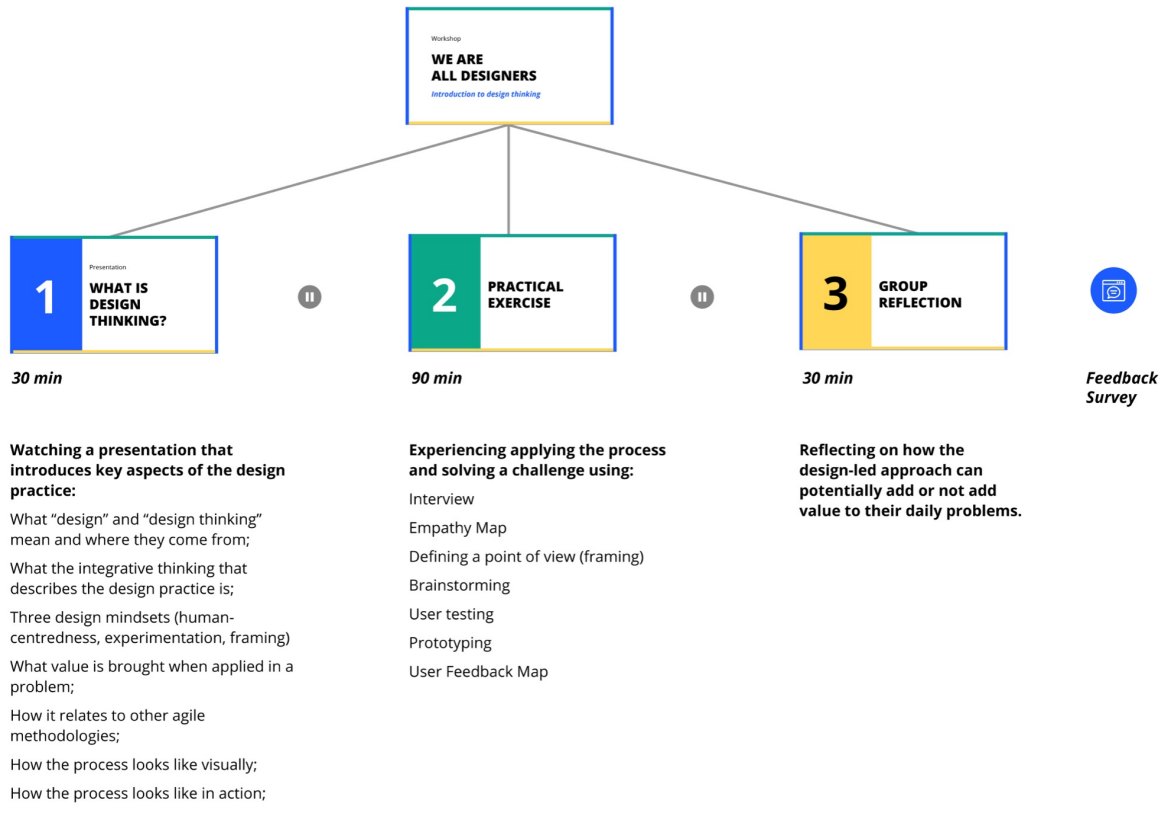 Workshop
WE ARE
ALL DESIGNERS
Introduction to design thinking
1
Presentation
WHAT IS
DESIGN
THINKING?
30 min
Watching a presentation that
introduces key aspects of the design
practice:
What “design” and “design thinking”
mean and where they come from;
What the integrative thinking that
describes the design practice is;
Three design mindsets (human-
centredness, experimentation, framing)
What value is brought when applied in a
problem;
How it relates to other agile
methodologies;
How the process looks like visually;
How the process looks like in action;
2
PRACTICAL
EXERCISE
90 min
Experiencing applying the process
and solving a challenge using:
Interview
Empathy Map
Defining a point of view (framing)
Brainstorming
User testing
Prototyping
User Feedback Map
3
GROUP
REFLECTION
30 min
Reflecting on how the
design-led approach can
potentially add or not add
value to their daily problems.
Feedback
Survey